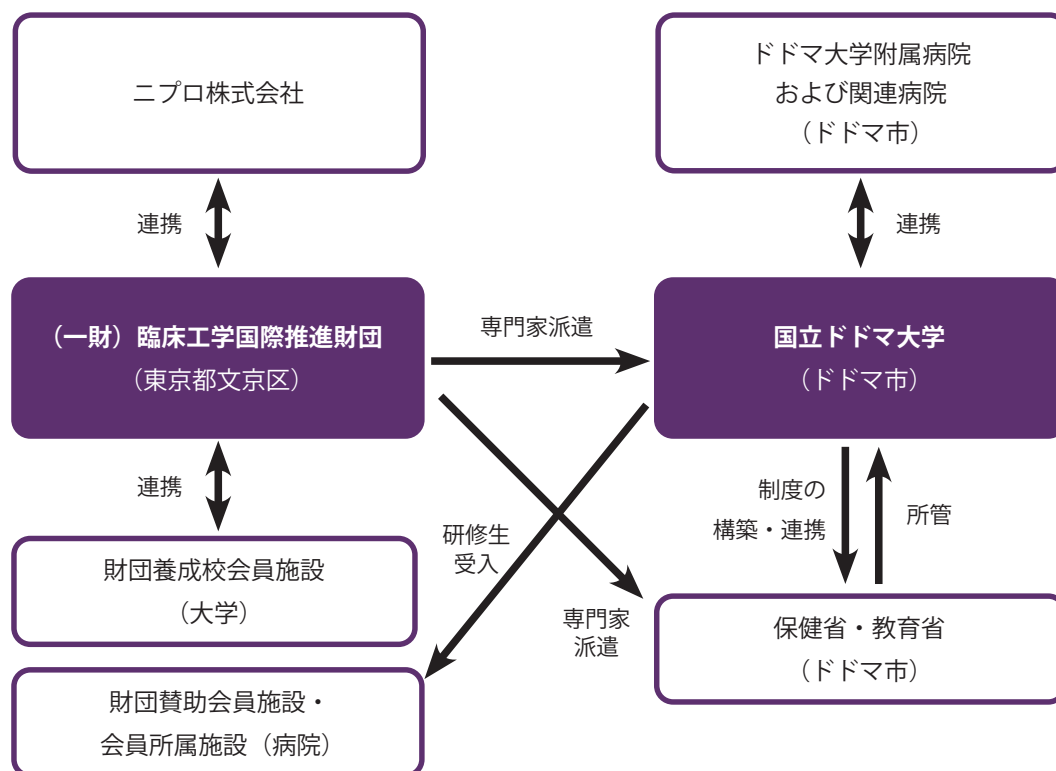 ニプロ株式会社
ドドマ大学附属病院
および関連病院
（ドドマ市）
連携
連携
（一財）臨床工学国際推進財団
（東京都文京区）
専門家派遣
国立ドドマ大学
（ドドマ市）
連携
制度の
構築・連携
所管
研修生
受入
財団養成校会員施設
（大学）
専門家
派遣
保健省・教育省
（ドドマ市）
財団賛助会員施設・
会員所属施設（病院）